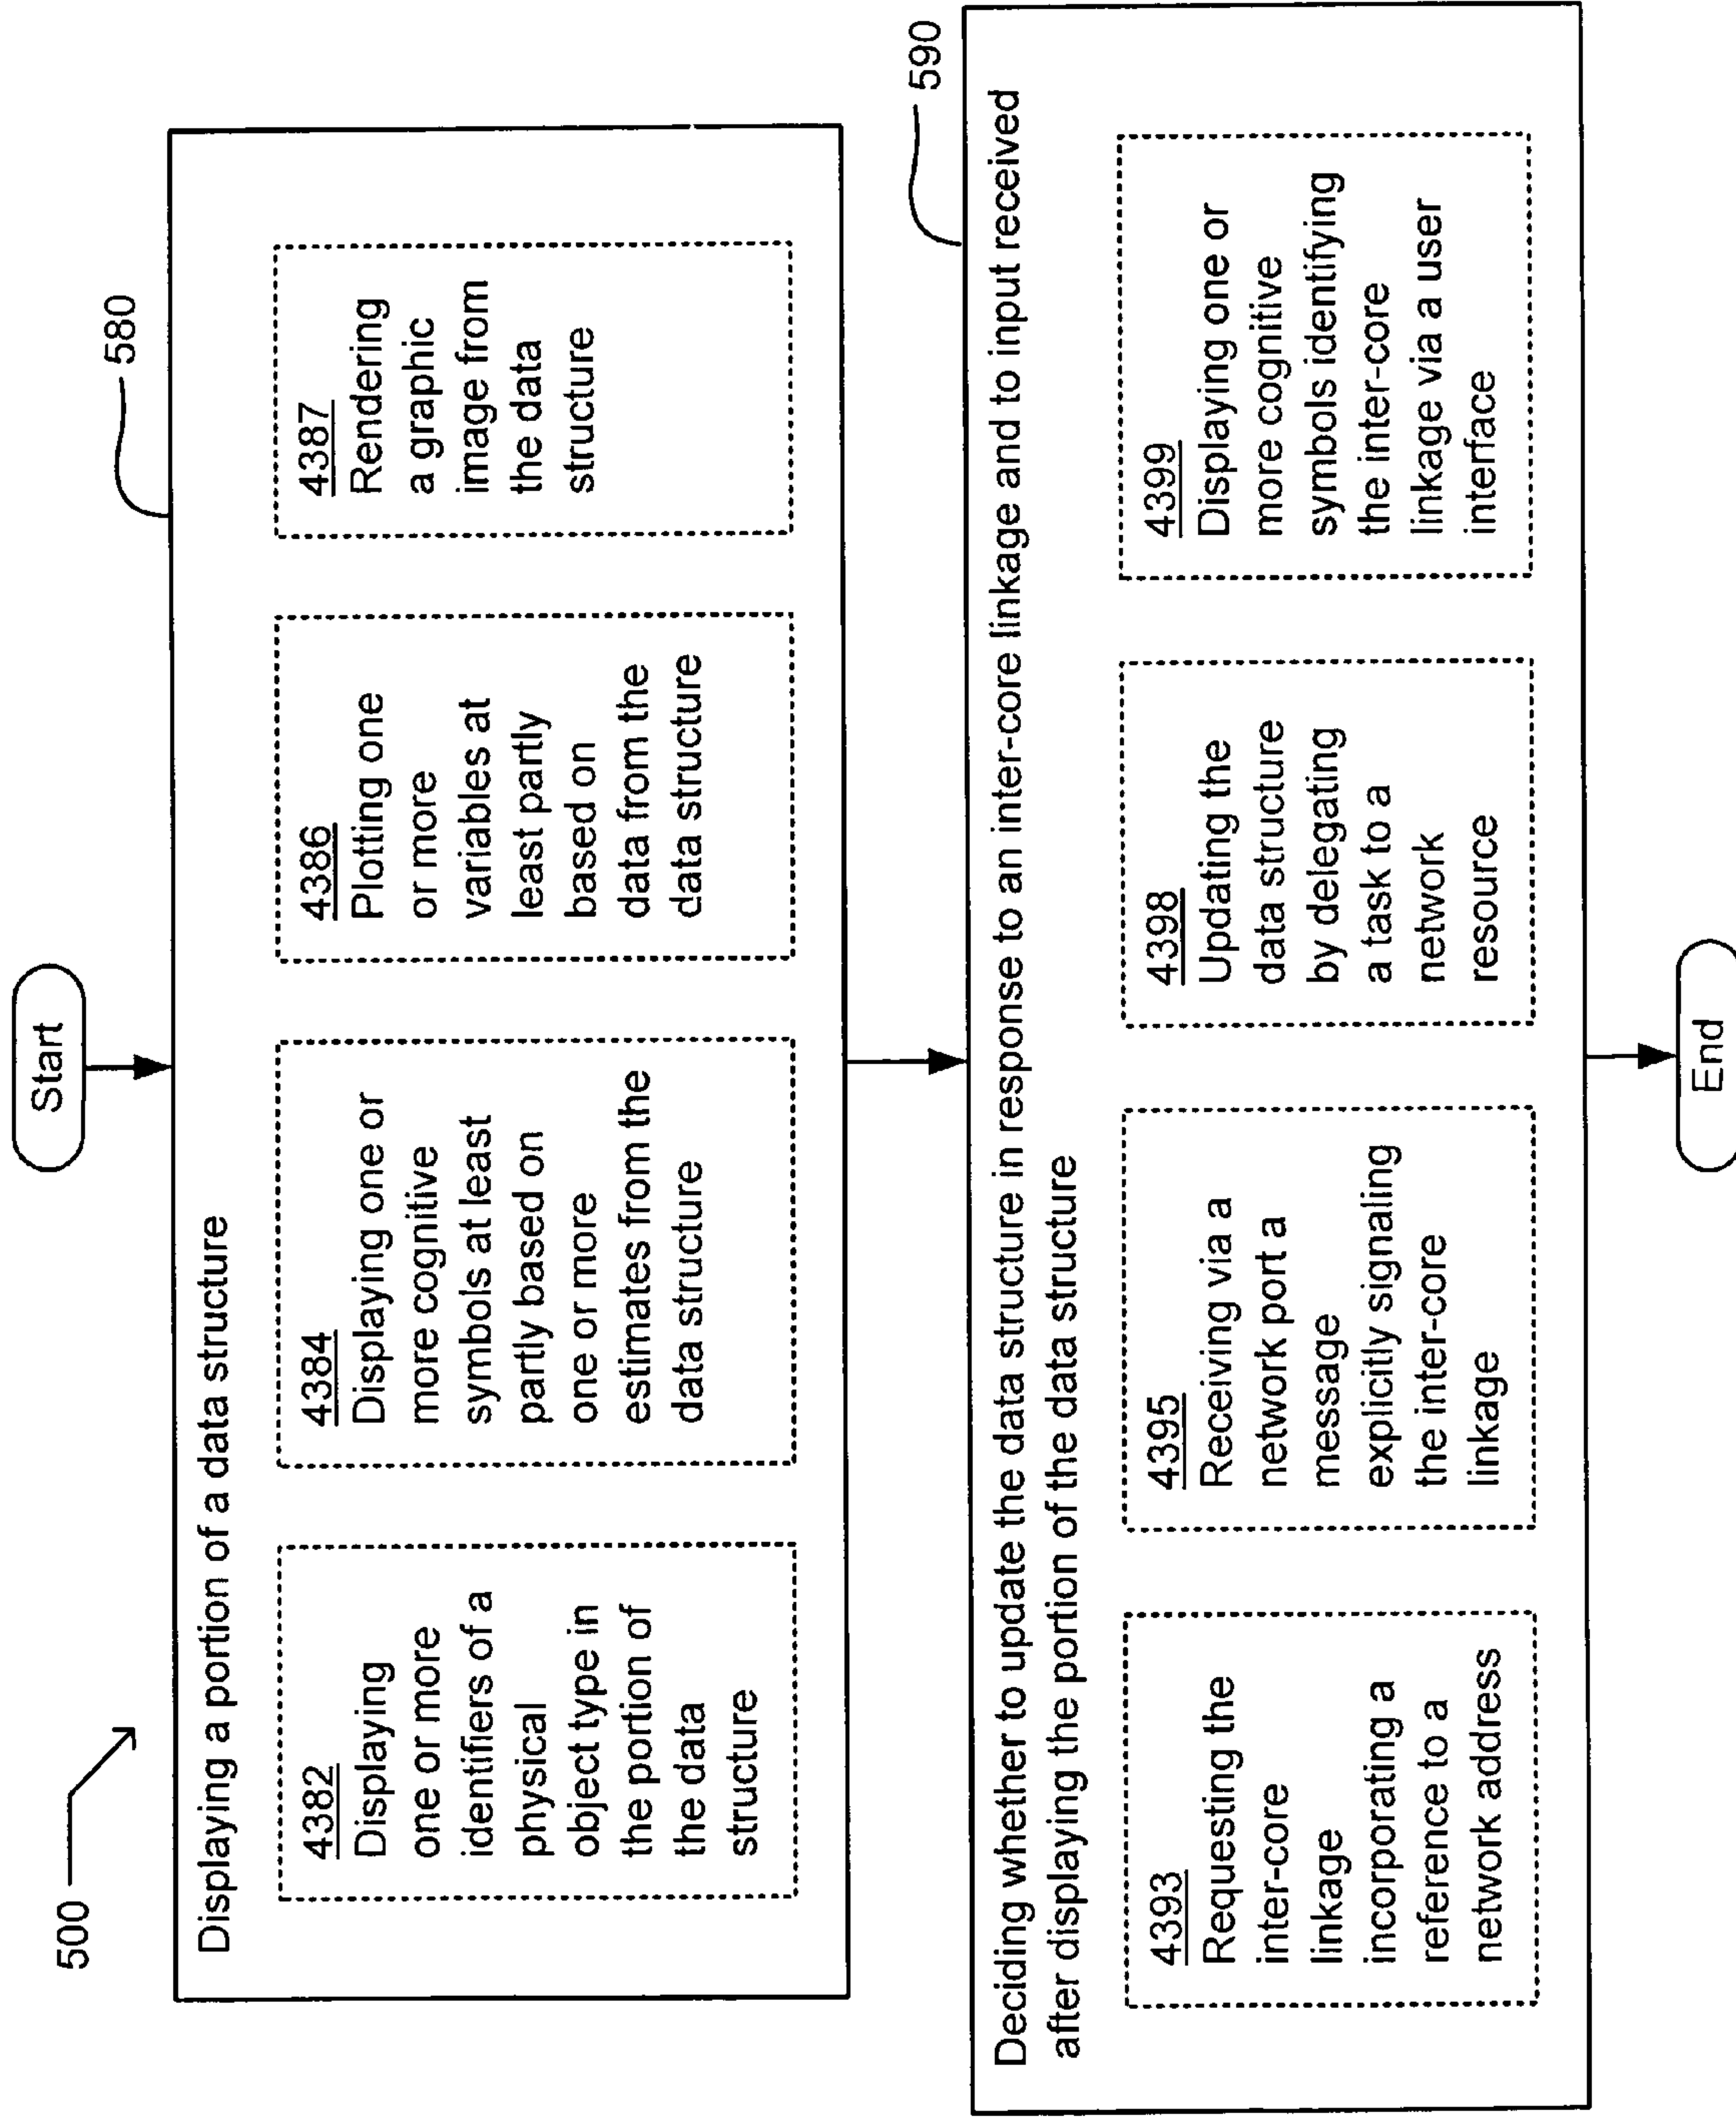 500
Start
580
Displaying a portion of a data structure
4382
Displaying
one or more
identifiers of a
physical
object type in
the portion of
the data
structure
4384
Displaying one or
more cognitive
symbols at least
partly based on
one or more
estimates from the
data structure
4386
Plotting one
or more
variables at
least partly
based on
data from the
data structure
4387
Rendering
a graphic
image from
the data
structure
590
Deciding whether to update the data structure in response to an inter-core linkage and to input received
after displaying the portion of the data structure
4393
Requesting the
inter-core
linkage
incorporating a
reference to a
network address
4395
Receiving via a
network port a
message
explicitly signaling
the inter-core
linkage
4398
Updating the
data structure
by delegating
a task to a
network
resource
4399
Displaying one or
more cognitive
symbols identifying
the inter-core
linkage via a user
interface
End